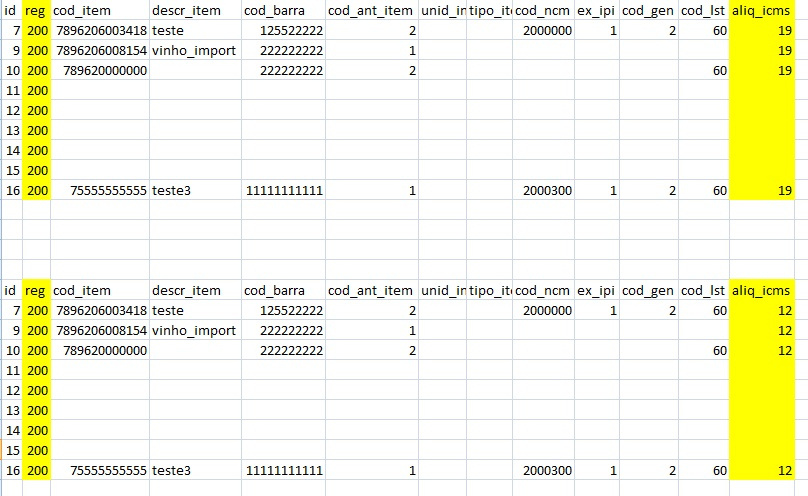 id reg cod_item descr_item cod_barra cod_ant_item unid_in tipo_ite cod_ncm ex_ipi cod_gen cod_lst aliq_icms
7 200 7896206003418 teste 125522222 2 2000000 1 2 60 19
9 200 7896206008154 vinho_import 222222222 1 19
10 200 789620000000 222222222 2 60 19
11 200
12 200
13 200
14 200
15 200
16 200 75555555555 teste3 11111111111 1 2000300 1 2 60 19
id reg cod_item descr_item cod_barra cod_ant_item unid_in tipo_ite cod_ncm ex_ipi cod_gen cod_lst aliq_icms
7 200 7896206003418 teste 125522222 2 2000000 1 2 60 12
9 200 7896206008154 vinho_import 222222222 1 12
10 200 789620000000 222222222 2 60 12
11 200
12 200
13 200
14 200
15 200
16 200 75555555555 teste3 11111111111 1 2000300 1 2 60 12